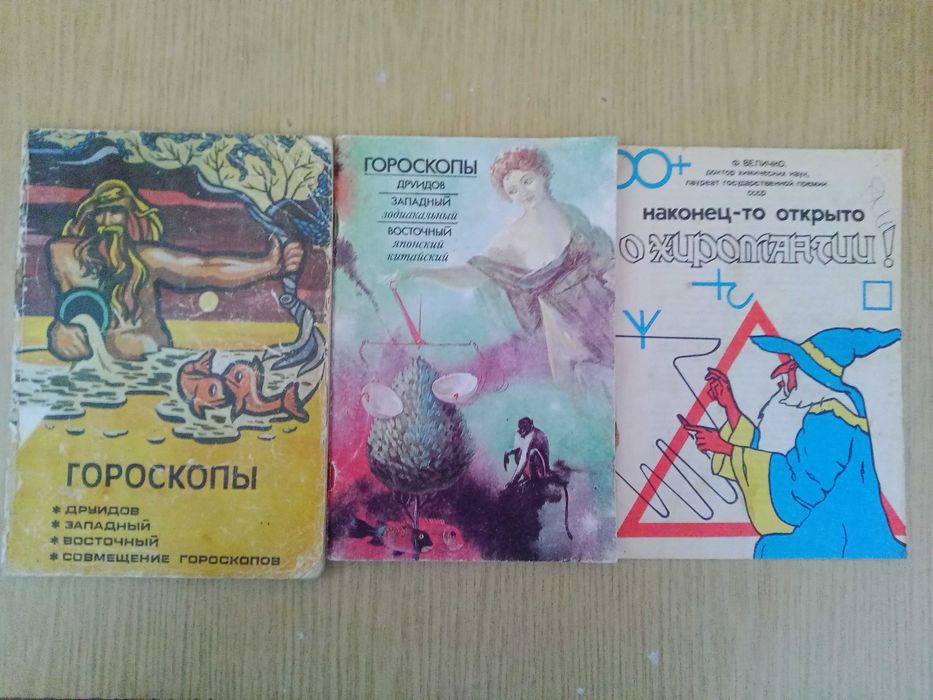 ГОРОСКОПЫ
* ДРУИДОВ
* ЗАПАДНЫЙ
* ВОСТОЧНЫЙ
* СОВМЕЩЕНИЕ ГОРОСКОПОВ
ГОРОСКОПЫ
ДРУИДОВ
ЗАПАДНЫЙ
зодиакальный
ВОСТОЧНЫЙ
японский
китайский
Ф. ВЕЛИЧКО,
доктор химических наук,
лауреат государственной премии
СССР
наконец-то открыто
О ХИРОМАНТИИ!